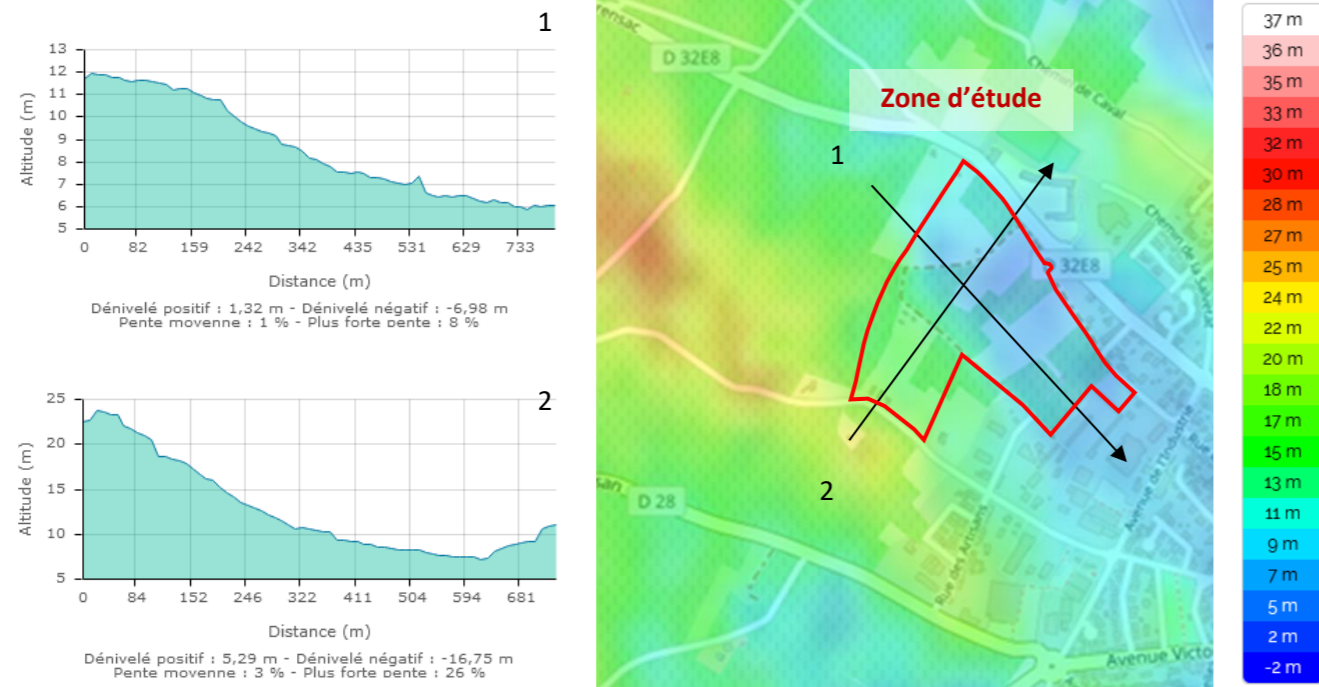 1
13
12
11
10
9
8
7
6
5
Altitude (m)
0 82 159 242 342 435 531 629 733
Distance (m)
Dénivelé positif : 1,32 m - Dénivelé négatif : -6,98 m
Pente moyenne : 1 % - Plus forte pente : 8 %
2
25
20
15
10
5
Altitude (m)
0 84 152 246 322 411 504 594 681
Distance (m)
Dénivelé positif : 5,29 m - Dénivelé négatif : -16,75 m
Pente moyenne : 3 % - Plus forte pente : 26 %
D 32E8
Chemin de Caval
Zone d'étude
1
Chemin de la
32E8
2
D 28
Rue des Artisans
Avenue de l'Industrie
Rue
Avenue Victo
37 m
36 m
35 m
33 m
32 m
30 m
28 m
27 m
25 m
24 m
22 m
20 m
18 m
17 m
15 m
13 m
11 m
9 m
7 m
5 m
2 m
-2 m